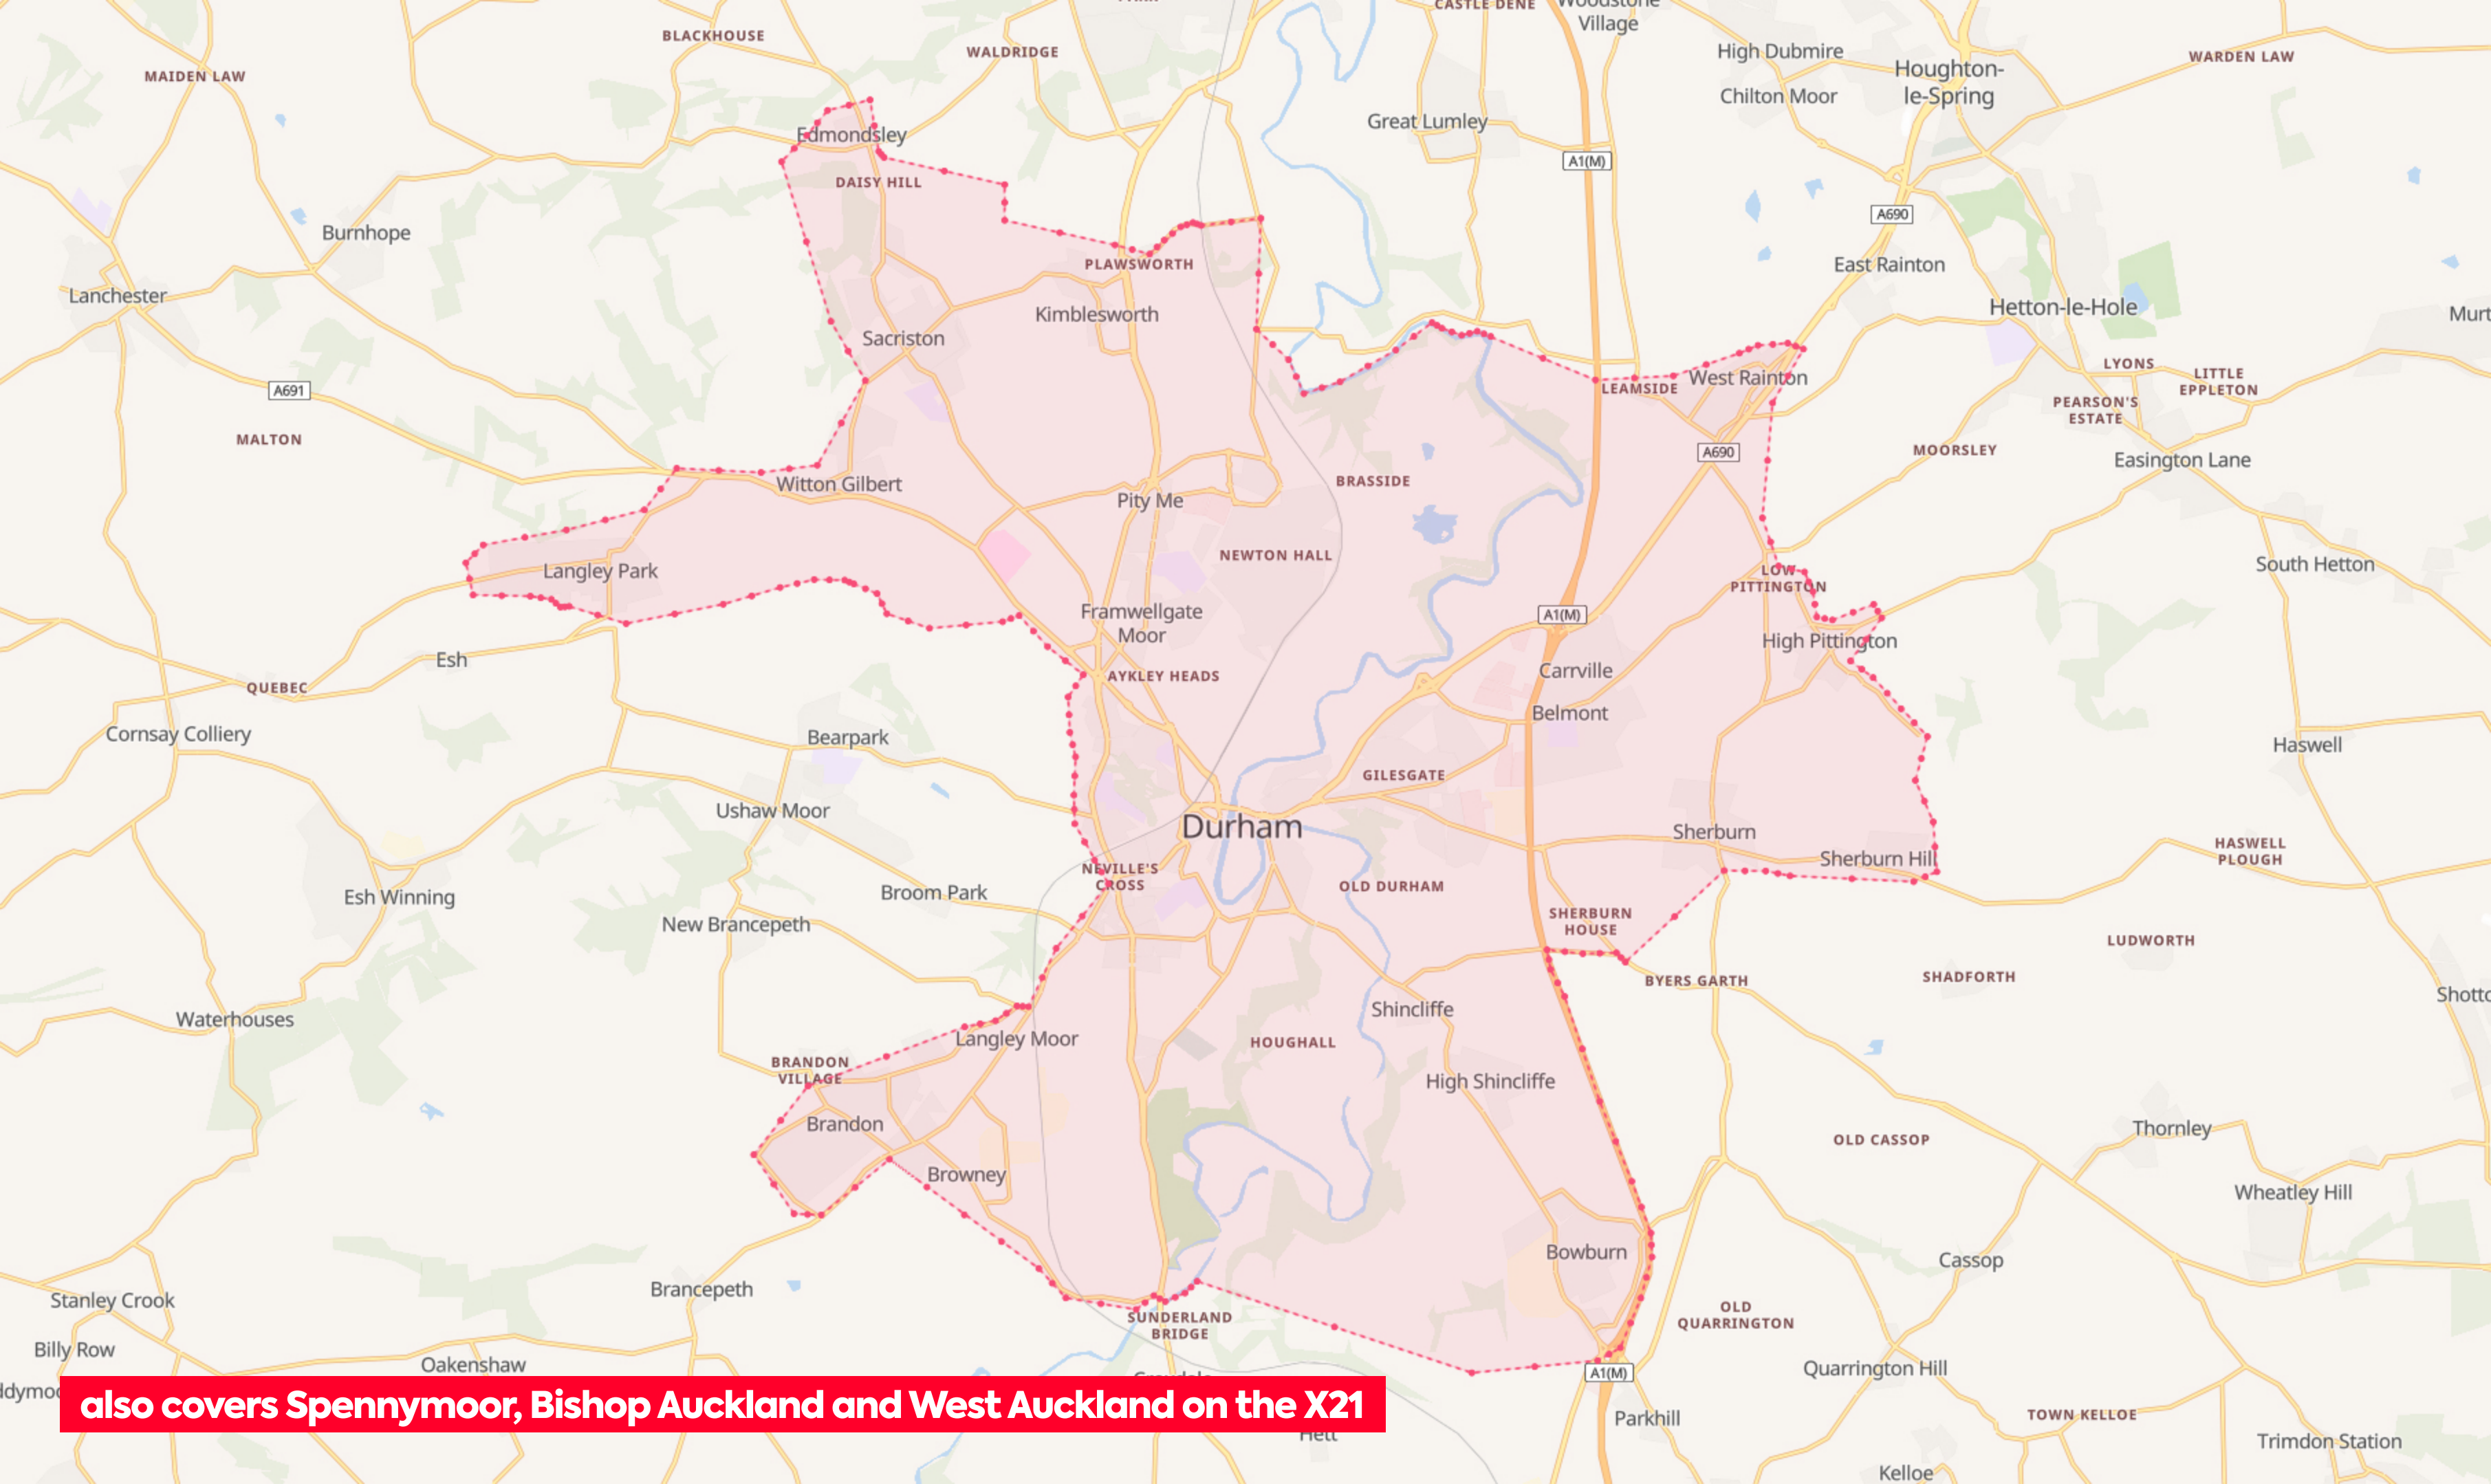 CASTLE DENE
Village
BLACKHOUSE
WALDRIDGE
High Dubmire
WARDEN LAW
MAIDEN LAW
Houghton-
le-Spring
Chilton Moor
Great Lumley
Edmondsley
A1(M)
DAISY HILL
A690
Burnhope
PLAWSWORTH
East Rainton
Lanchester
Hetton-le-Hole
Kimblesworth
Murt
Sacriston
LYONS
LITTLE
EPPLETON
West Rainton
LEAMSIDE
A691
PEARSON'S
ESTATE
MALTON
A690
MOORSLEY
Easington Lane
BRASSIDE
Witton Gilbert
Pity Me
NEWTON HALL
South Hetton
Langley Park
LOW
PITTINGTON
Framwellgate
Moor
A1(M)
High Pittington
Esh
Carrville
AYKLEY HEADS
QUEBEC
Belmont
Cornsay Colliery
Bearpark
Haswell
GILESGATE
Ushaw Moor
Durham
Sherburn
HASWELL
PLOUGH
Sherburn Hill
NEVILLE'S
CROSS
OLD DURHAM
Esh Winning
Broom Park
SHERBURN
HOUSE
New Brancepeth
LUDWORTH
SHADFORTH
BYERS GARTH
Shotto
Shincliffe
Waterhouses
Langley Moor
HOUGHALL
BRANDON
VILLAGE
High Shincliffe
Brandon
Thornley
OLD CASSOP
Browney
Wheatley Hill
Bowburn
Cassop
Brancepeth
Stanley Crook
OLD
QUARRINGTON
SUNDERLAND
BRIDGE
Billy Row
Oakenshaw
Quarrington Hill
A1(M)
also covers Spennymoor, Bishop Auckland and West Auckland on the X21
Parkhill
TOWN KELLOE
Hett
Trimdon Station
Kelloe